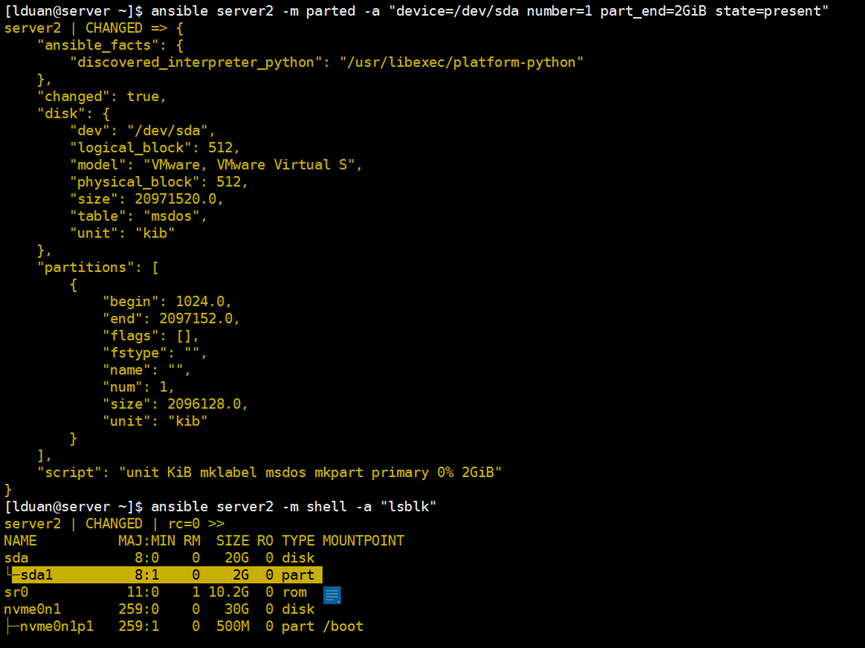 [lduan@server ~]$ ansible server2 -m parted -a "device=/dev/sda number=1 part_end=2GiB state=present"
server2 | CHANGED => {
    "ansible_facts": {
        "discovered_interpreter_python": "/usr/libexec/platform-python"
    },
    "changed": true,
    "disk": {
        "dev": "/dev/sda",
        "logical_block": 512,
        "model": "VMware, VMware Virtual S",
        "physical_block": 512,
        "size": 20971520.0,
        "table": "msdos",
        "unit": "kib"
    },
    "partitions": [
        {
            "begin": 1024.0,
            "end": 2097152.0,
            "flags": [],
            "fstype": "",
            "name": "",
            "num": 1,
            "size": 2096128.0,
            "unit": "kib"
        }
    ],
    "script": "unit KiB mklabel msdos mkpart primary 0% 2GiB"
}
[lduan@server ~]$ ansible server2 -m shell -a "lsblk"
server2 | CHANGED | rc=0 >>
NAME          MAJ:MIN RM  SIZE RO TYPE MOUNTPOINT
sda             8:0    0   20G  0 disk
└─sda1          8:1    0    2G  0 part
sr0            11:0    1 10.2G  0 rom
nvme0n1       259:0    0   30G  0 disk
├─nvme0n1p1   259:1    0  500M  0 part /boot